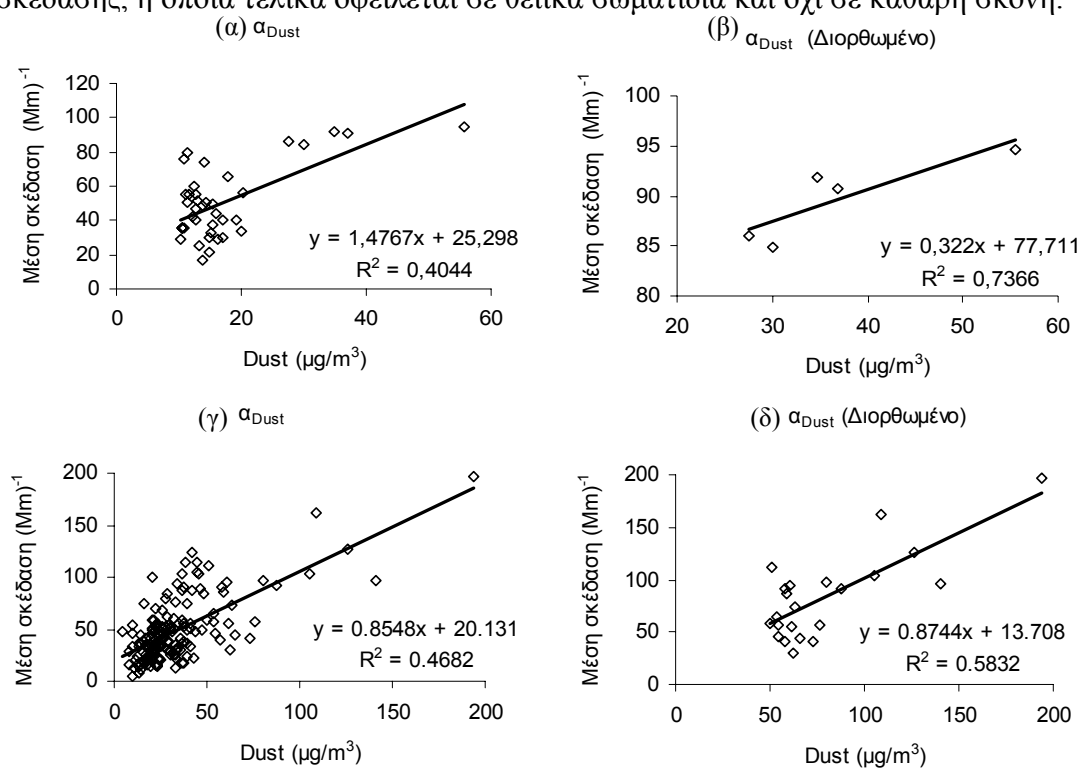 σκέδασης, η οποία τελικά οφείλεται σε θειικά σωματίδια και όχι σε καθαρή σκόνη.
(α) α_Dust
(β) α_Dust (Διορθωμένο)
Μέση σκέδαση (Mm)⁻¹
120
100
80
60
40
20
0
y = 1,4767x + 25,298
R² = 0,4044
0 20 40 60
Dust (µg/m³)
Μέση σκέδαση (Mm)⁻¹
100
95
90
85
80
y = 0,322x + 77,711
R² = 0,7366
20 30 40 50 60
Dust (µg/m³)
(γ) α_Dust
(δ) α_Dust (Διορθωμένο)
Μέση σκέδαση (Mm)⁻¹
200
150
100
50
0
y = 0.8548x + 20.131
R² = 0.4682
0 50 100 150 200
Dust (µg/m³)
Μέση σκέδαση (Mm)⁻¹
200
150
100
50
0
y = 0.8744x + 13.708
R² = 0.5832
0 50 100 150 200
Dust (µg/m³)